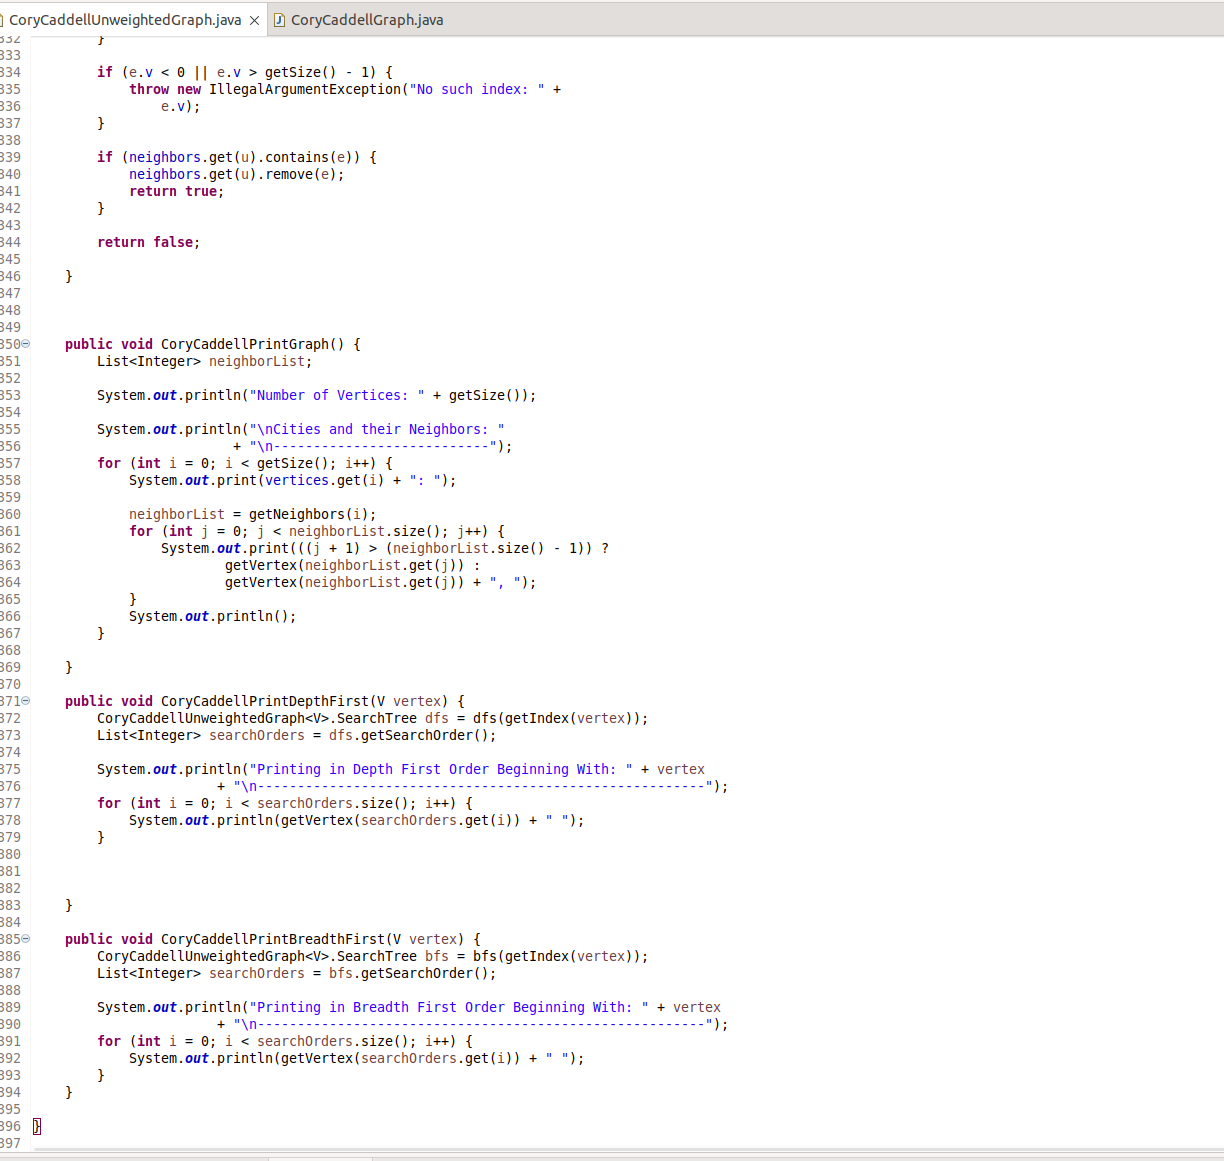 CoryCaddellUnweightedGraph.java CoryCaddellGraph.java
332 }
333
334 if (e.v < 0 || e.v > getSize() - 1) {
335 throw new IllegalArgumentException("No such index: " +
336 e.v);
337 }
338
339 if (neighbors.get(u).contains(e)) {
340 neighbors.get(u).remove(e);
341 return true;
342 }
343
344 return false;
345
346 }
347
348
349
350 public void CoryCaddellPrintGraph() {
351 List<Integer> neighborList;
352
353 System.out.println("Number of Vertices: " + getSize());
354
355 System.out.println("\nCities and their Neighbors: "
356 + "\n---------------------------");
357 for (int i = 0; i < getSize(); i++) {
358 System.out.print(vertices.get(i) + ": ");
359
360 neighborList = getNeighbors(i);
361 for (int j = 0; j < neighborList.size(); j++) {
362 System.out.print(((j + 1) > (neighborList.size() - 1)) ?
363 getVertex(neighborList.get(j)) :
364 getVertex(neighborList.get(j)) + ", ");
365 }
366 System.out.println();
367 }
368
369 }
370
371 public void CoryCaddellPrintDepthFirst(V vertex) {
372 CoryCaddellUnweightedGraph<V>.SearchTree dfs = dfs(getIndex(vertex));
373 List<Integer> searchOrders = dfs.getSearchOrder();
374
375 System.out.println("Printing in Depth First Order Beginning With: " + vertex
376 + "\n--------------------------------------------------------");
377 for (int i = 0; i < searchOrders.size(); i++) {
378 System.out.println(getVertex(searchOrders.get(i)) + " ");
379 }
380
381
382
383 }
384
385 public void CoryCaddellPrintBreadthFirst(V vertex) {
386 CoryCaddellUnweightedGraph<V>.SearchTree bfs = bfs(getIndex(vertex));
387 List<Integer> searchOrders = bfs.getSearchOrder();
388
389 System.out.println("Printing in Breadth First Order Beginning With: " + vertex
390 + "\n--------------------------------------------------------");
391 for (int i = 0; i < searchOrders.size(); i++) {
392 System.out.println(getVertex(searchOrders.get(i)) + " ");
393 }
394 }
395
396 }
397